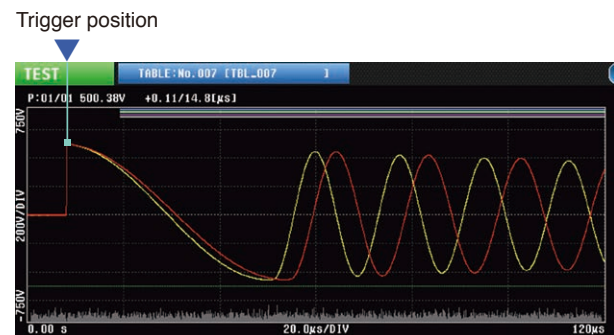 Trigger position
TEST
TABLE:No.007 [TBL_007 ]
P:01/01 500.38V +0.11/14.8[µs]
750V
200V/DIV
-750V
0.00 s
20.0µs/DIV
120µs